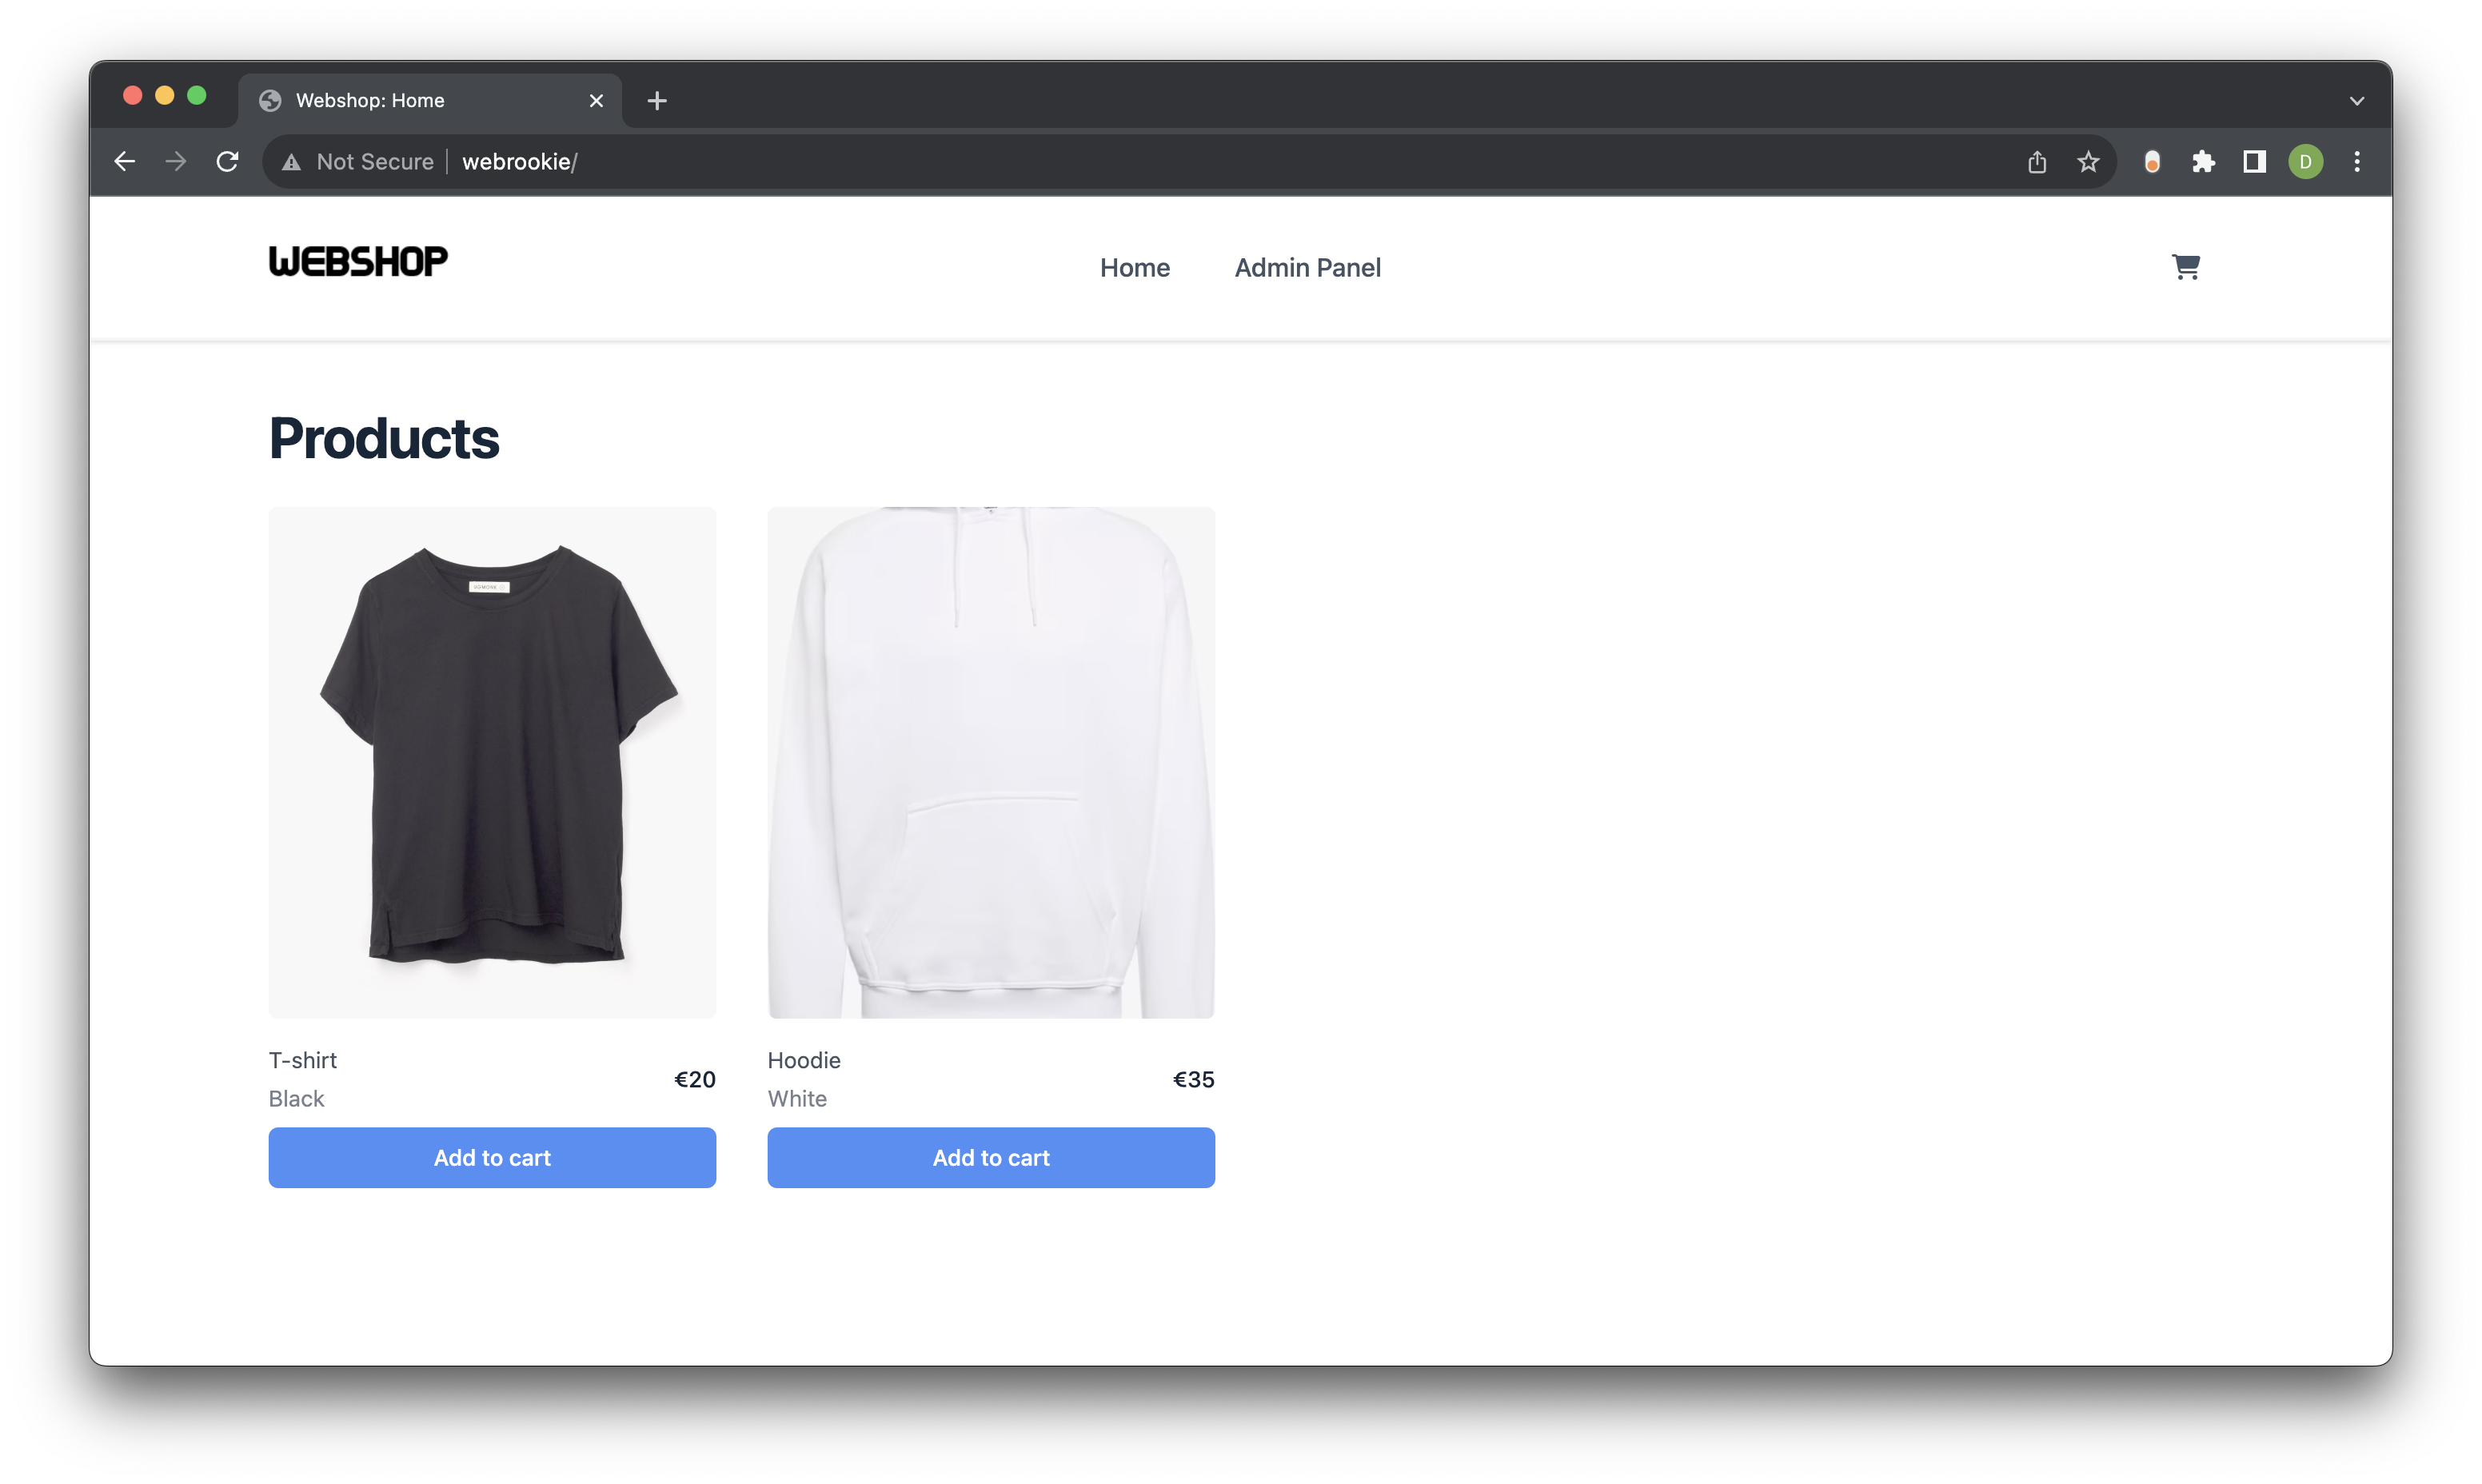 Webshop: Home
Not Secure webrookie/
D
WEBSHOP
Home Admin Panel
Products
T-shirt
Black
€20
Add to cart
Hoodie
White
€35
Add to cart